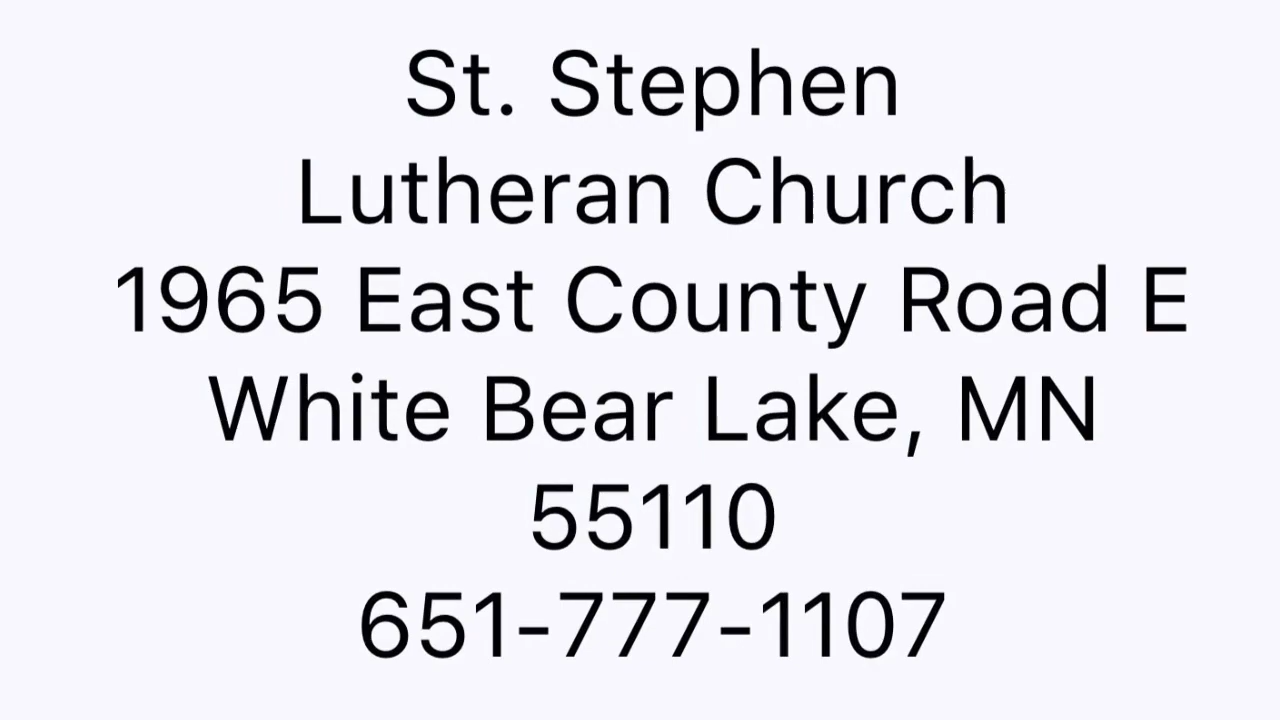 St. Stephen
Lutheran Church
1965 East County Road E
White Bear Lake, MN
55110
651-777-1107